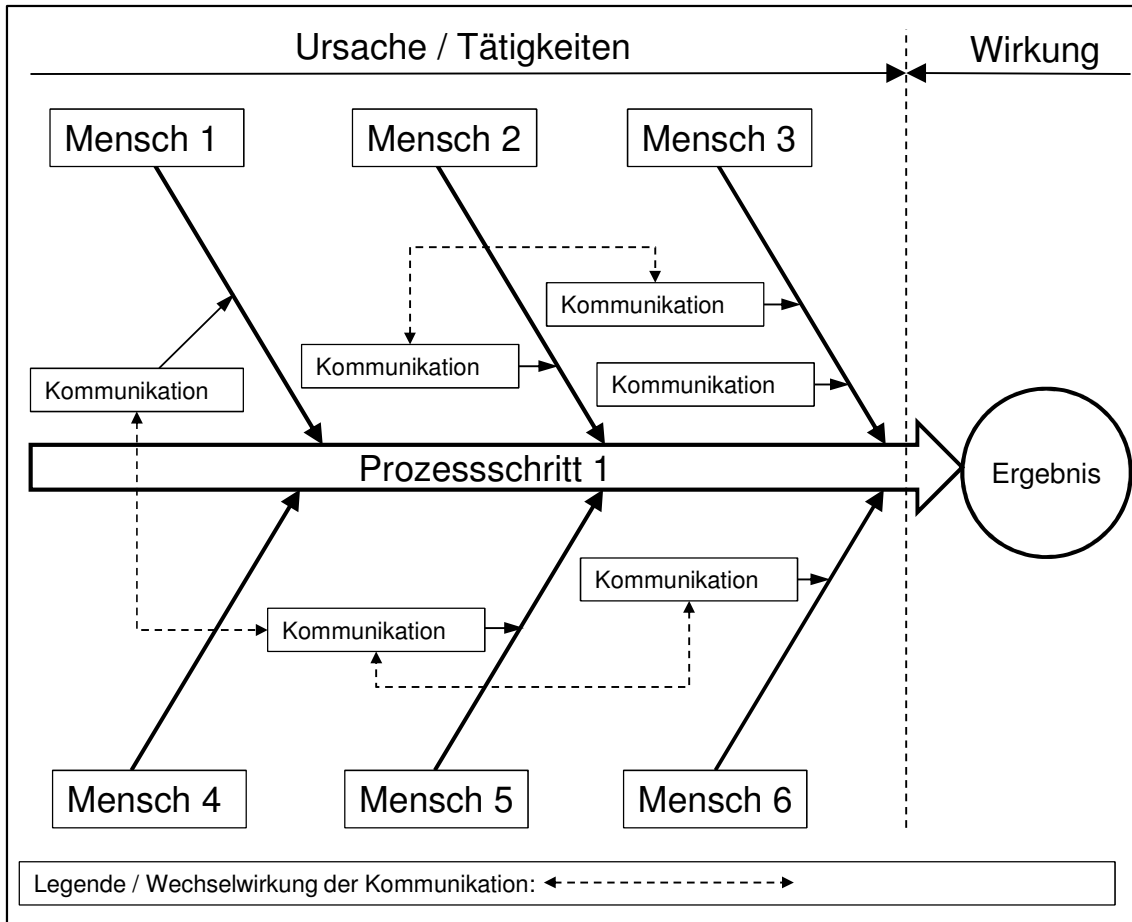 Ursache / Tätigkeiten
Wirkung
Mensch 1
Mensch 2
Mensch 3
Kommunikation
Kommunikation
Kommunikation
Kommunikation
Prozessschritt 1
Ergebnis
Kommunikation
Kommunikation
Mensch 4
Mensch 5
Mensch 6
Legende / Wechselwirkung der Kommunikation: